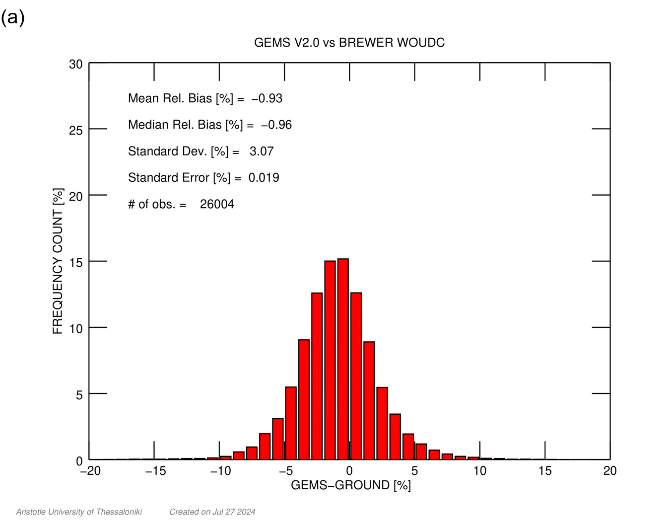 (a)
GEMS V2.0 vs BREWER WOUDC
30
25
20
15
10
5
0
FREQUENCY COUNT [%]
Mean Rel. Bias [%] = −0.93
Median Rel. Bias [%] = −0.96
Standard Dev. [%] = 3.07
Standard Error [%] = 0.019
# of obs. = 26004
−20 −15 −10 −5 0 5 10 15 20
GEMS−GROUND [%]
Aristotle University of Thessaloniki Created on Jul 27 2024